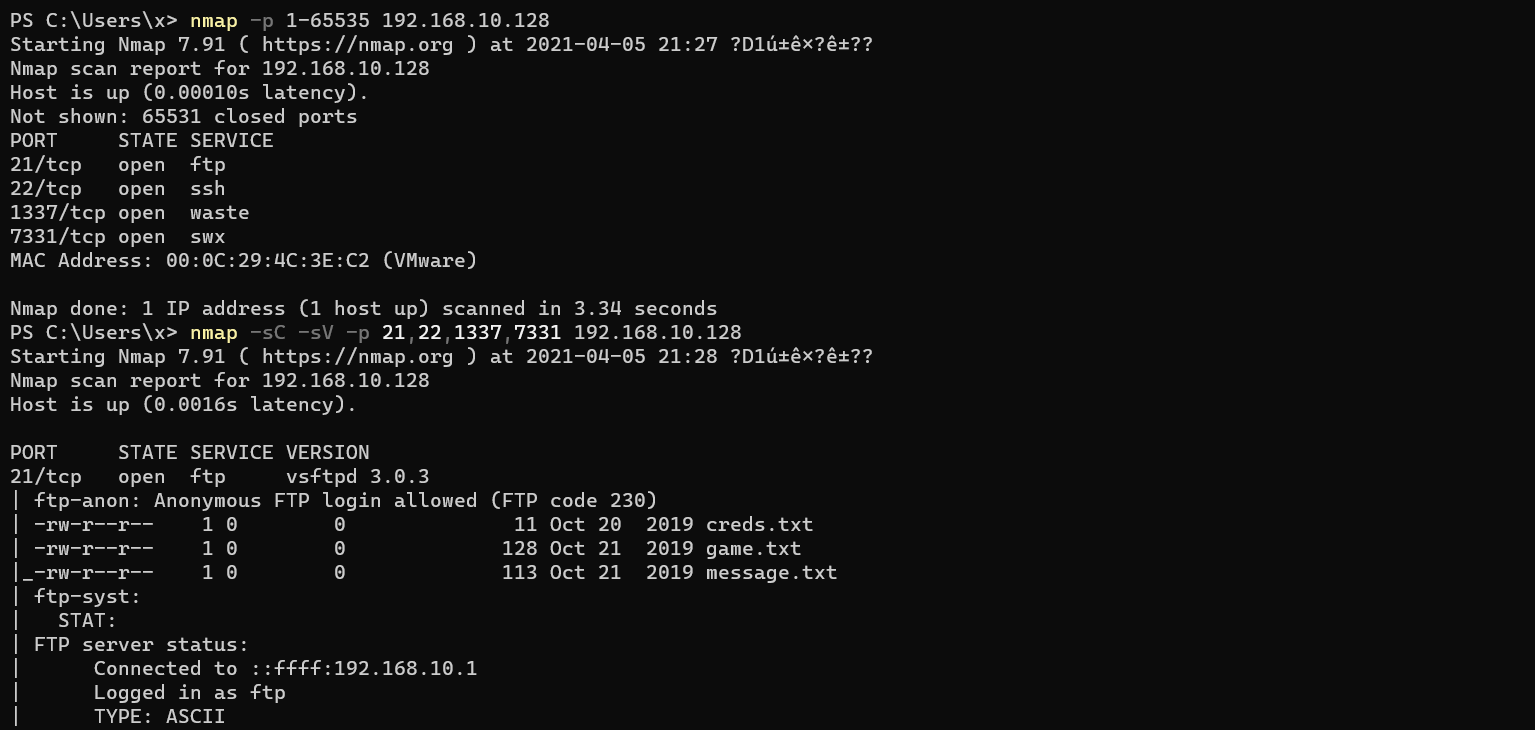 PS C:\Users\x> nmap -p 1-65535 192.168.10.128
Starting Nmap 7.91 ( https://nmap.org ) at 2021-04-05 21:27 ?D1ú±ê×?ê±??
Nmap scan report for 192.168.10.128
Host is up (0.00010s latency).
Not shown: 65531 closed ports
PORT     STATE SERVICE
21/tcp   open  ftp
22/tcp   open  ssh
1337/tcp open  waste
7331/tcp open  swx
MAC Address: 00:0C:29:4C:3E:C2 (VMware)

Nmap done: 1 IP address (1 host up) scanned in 3.34 seconds
PS C:\Users\x> nmap -sC -sV -p 21,22,1337,7331 192.168.10.128
Starting Nmap 7.91 ( https://nmap.org ) at 2021-04-05 21:28 ?D1ú±ê×?ê±??
Nmap scan report for 192.168.10.128
Host is up (0.0016s latency).

PORT     STATE SERVICE VERSION
21/tcp   open  ftp     vsftpd 3.0.3
| ftp-anon: Anonymous FTP login allowed (FTP code 230)
| -rw-r--r--    1 0        0              11 Oct 20  2019 creds.txt
| -rw-r--r--    1 0        0             128 Oct 21  2019 game.txt
|_-rw-r--r--    1 0        0             113 Oct 21  2019 message.txt
| ftp-syst:
|   STAT:
| FTP server status:
|      Connected to ::ffff:192.168.10.1
|      Logged in as ftp
|      TYPE: ASCII